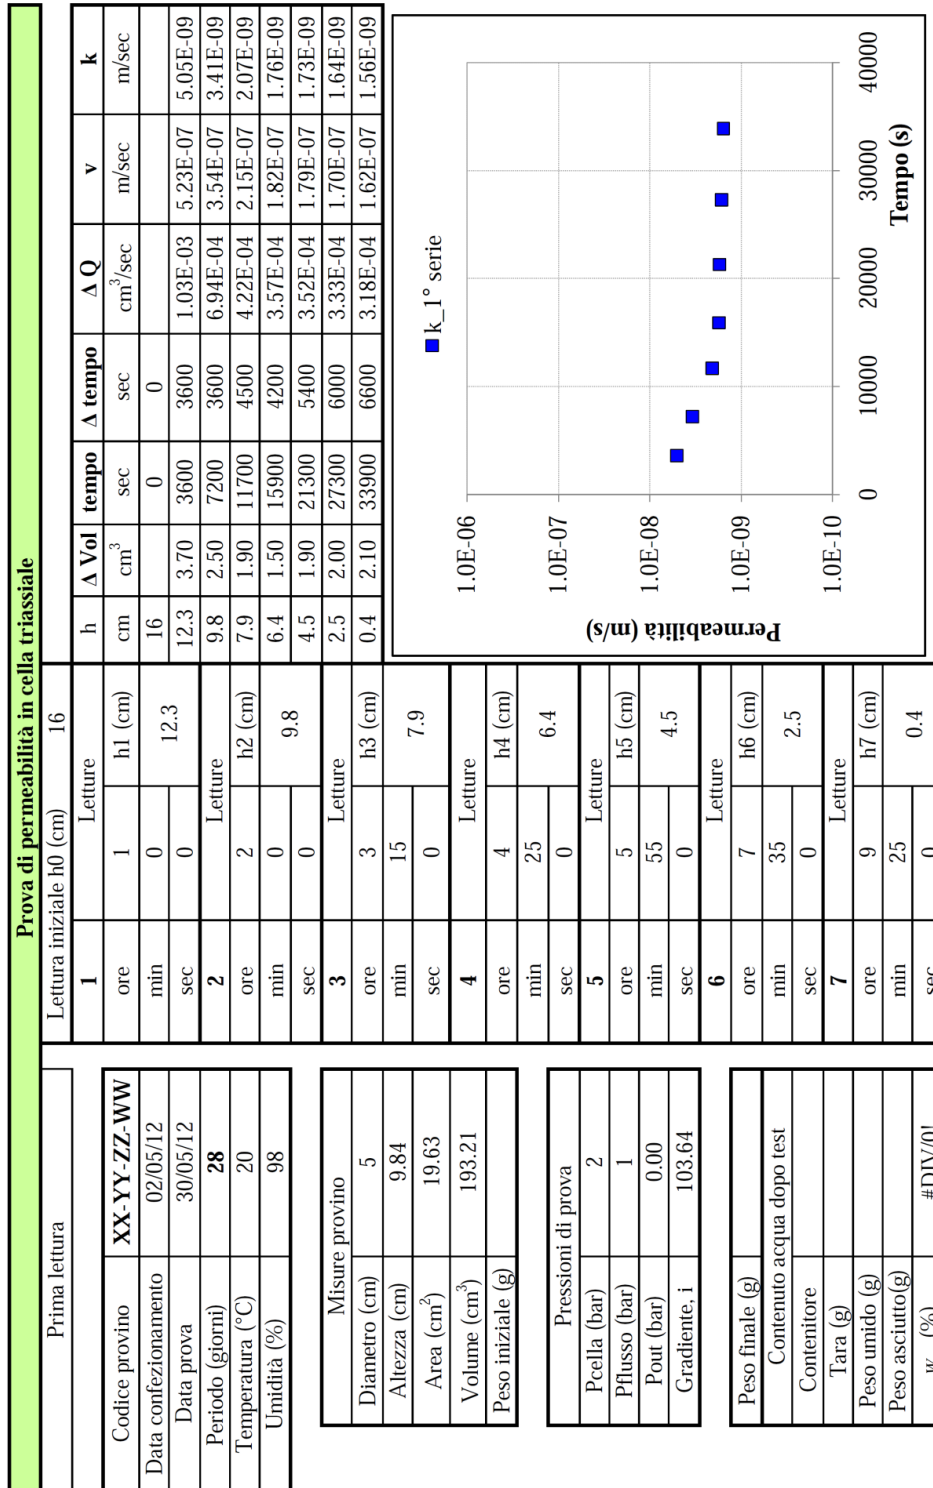 Prova di permeabilità in cella triassiale
Prima lettura
Codice provino XX-YY-ZZ-WW
Data confezionamento 02/05/12
Data prova 30/05/12
Periodo (giorni) 28
Temperatura (°C) 20
Umidità (%) 98
Misure provino
Diametro (cm) 5
Altezza (cm) 9.84
Area (cm²) 19.63
Volume (cm³) 193.21
Peso iniziale (g)
Pressioni di prova
Pcella (bar) 2
Pflusso (bar) 1
Pout (bar) 0.00
Gradiente, i 103.64
Peso finale (g)
Contenuto acqua dopo test
Contenitore
Tara (g)
Peso umido (g)
Peso asciutto(g)
w (%) #DIV/0!
Lettura iniziale h0 (cm) 16
1 Letture
ore 1 h1 (cm)
min 0 12.3
sec 0
2 Letture
ore 2 h2 (cm)
min 0 9.8
sec 0
3 Letture
ore 3 h3 (cm)
min 15 7.9
sec 0
4 Letture
ore 4 h4 (cm)
min 25 6.4
sec 0
5 Letture
ore 5 h5 (cm)
min 55 4.5
sec 0
6 Letture
ore 7 h6 (cm)
min 35 2.5
sec 0
7 Letture
ore 9 h7 (cm)
min 25 0.4
sec 0
h Δ Vol tempo Δ tempo Δ Q v k
cm cm³ sec sec cm³/sec m/sec m/sec
16 0 0
12.3 3.70 3600 3600 1.03E-03 5.23E-07 5.05E-09
9.8 2.50 7200 3600 6.94E-04 3.54E-07 3.41E-09
7.9 1.90 11700 4500 4.22E-04 2.15E-07 2.07E-09
6.4 1.50 15900 4200 3.57E-04 1.82E-07 1.76E-09
4.5 1.90 21300 5400 3.52E-04 1.79E-07 1.73E-09
2.5 2.00 27300 6000 3.33E-04 1.70E-07 1.64E-09
0.4 2.10 33900 6600 3.18E-04 1.62E-07 1.56E-09
k_1° serie
Permeabilità (m/s)
1.0E-06
1.0E-07
1.0E-08
1.0E-09
1.0E-10
0 10000 20000 30000 40000
Tempo (s)